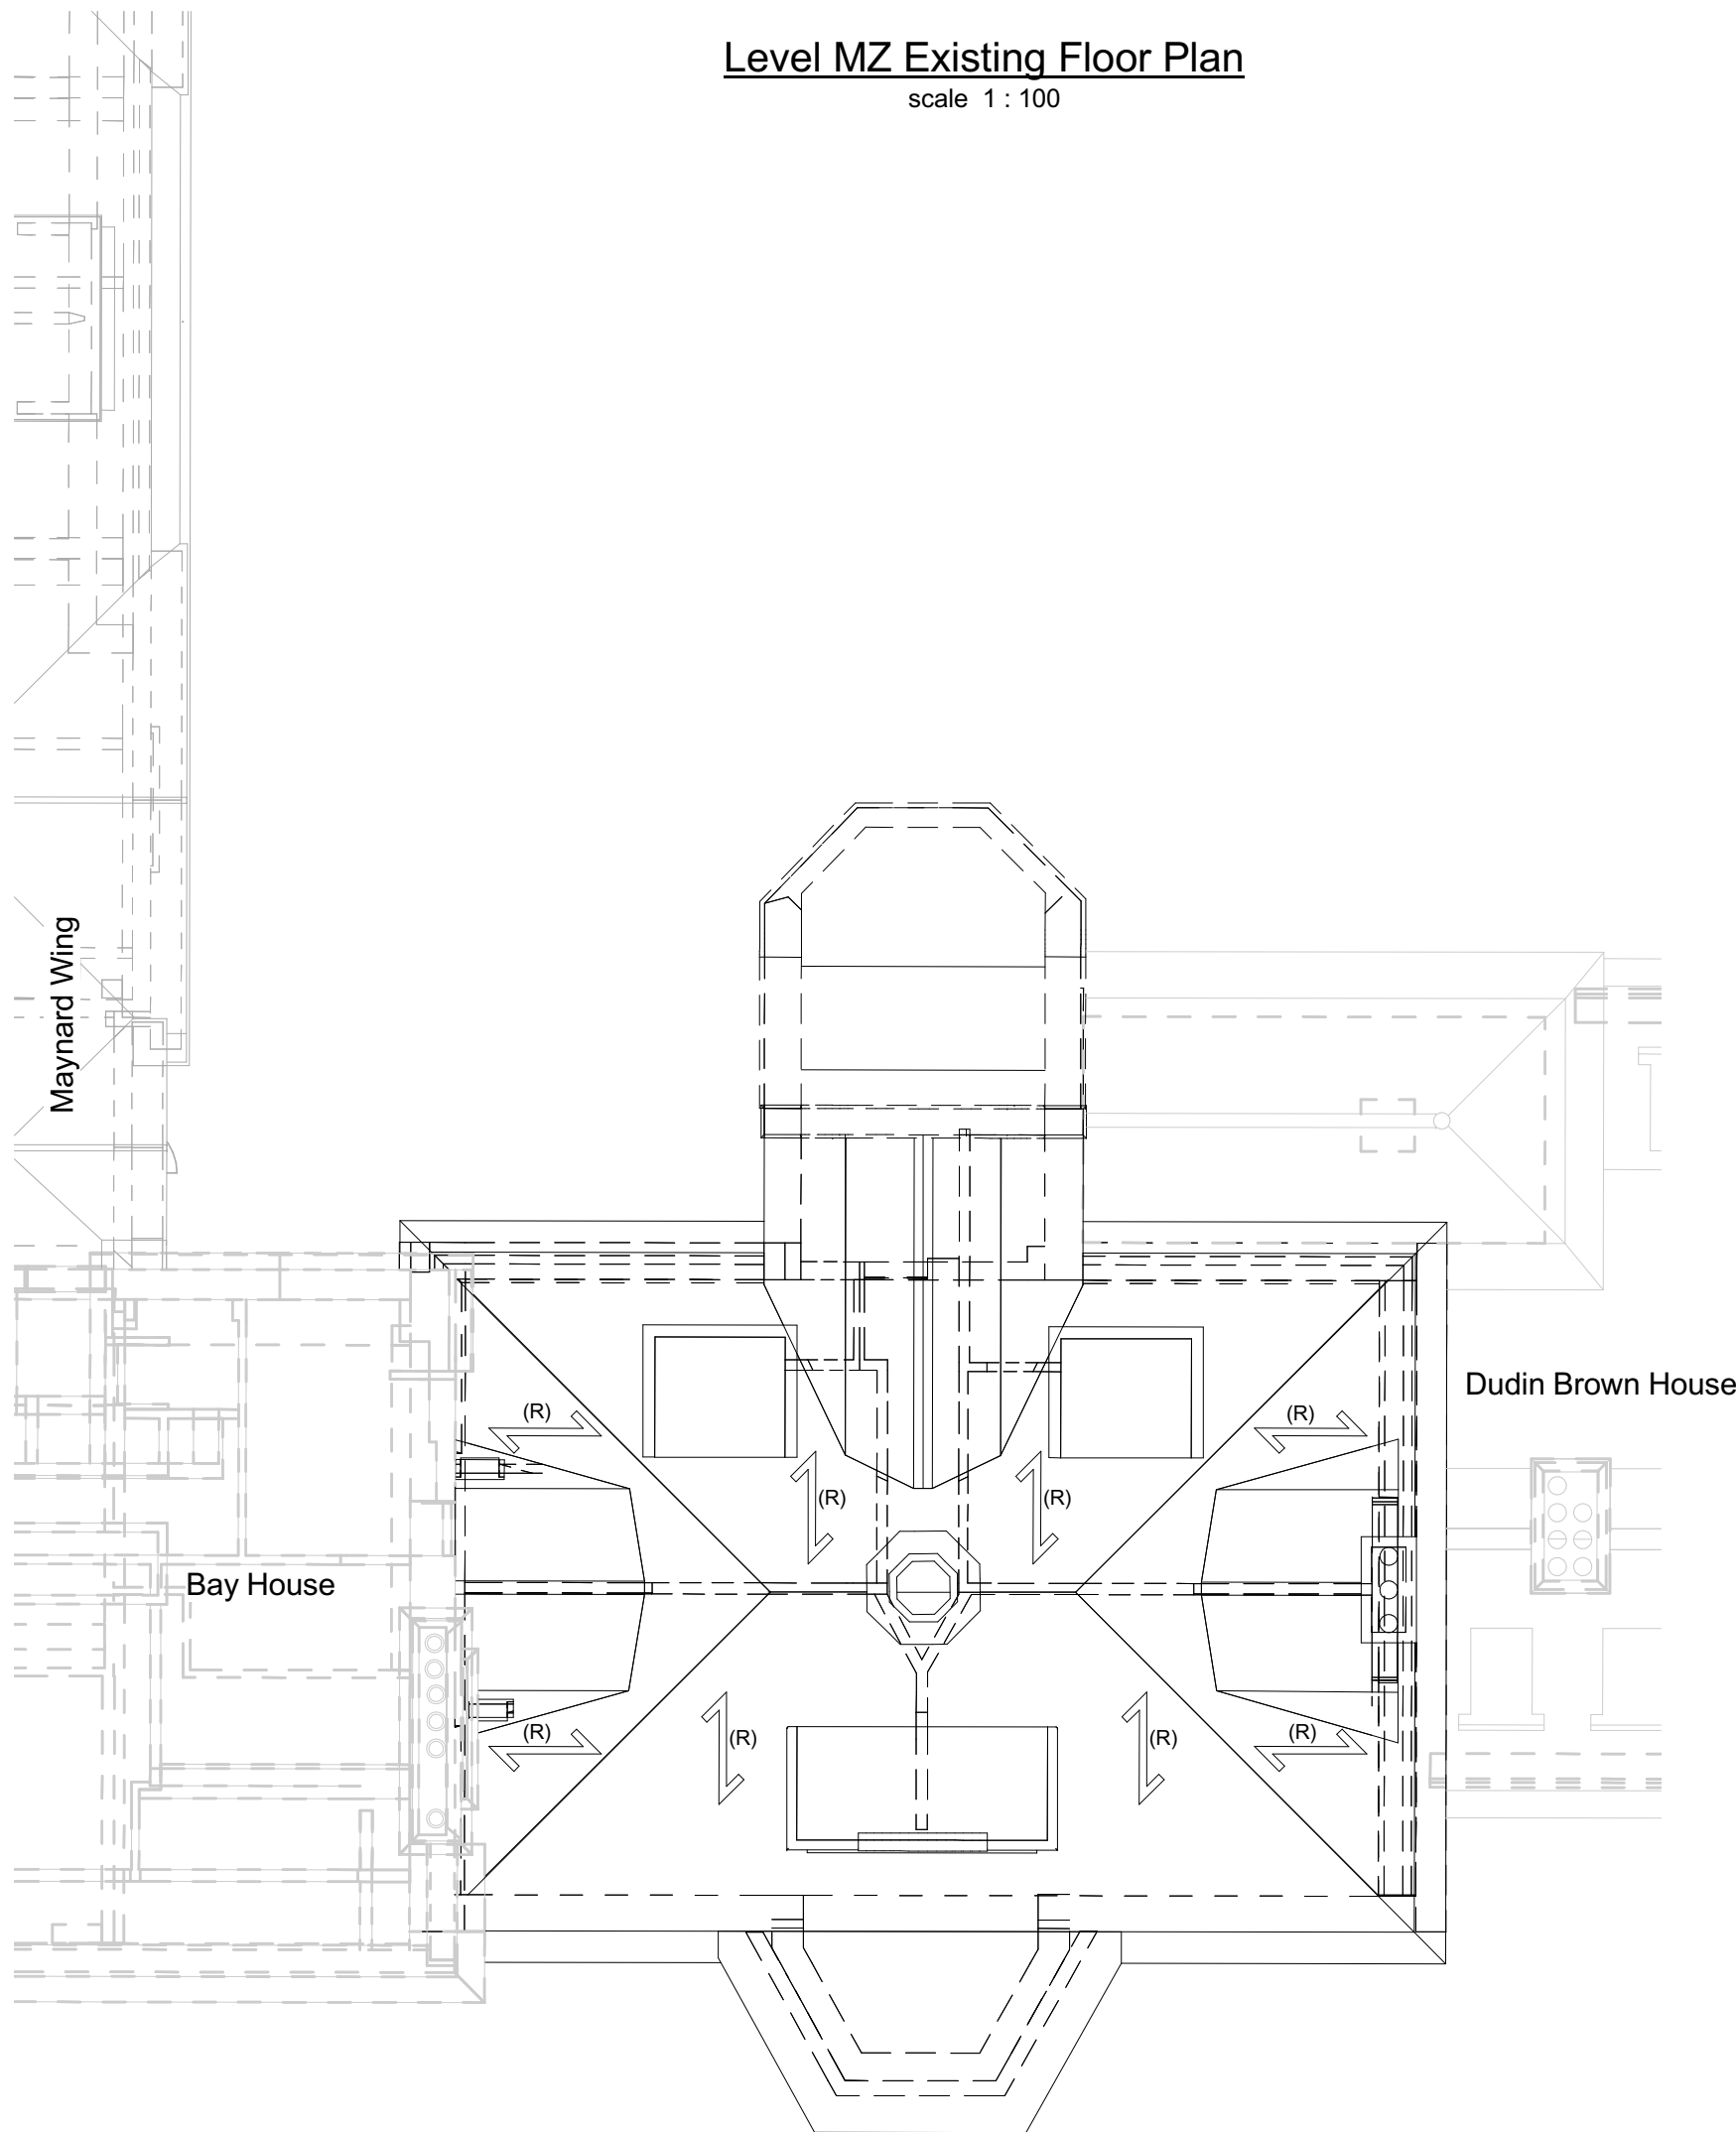 Level MZ Existing Floor Plan
scale 1 : 100
Maynard Wing
Dudin Brown House
(R)
(R)
(R)
(R)
Bay House
(R)
(R)
(R)
(R)